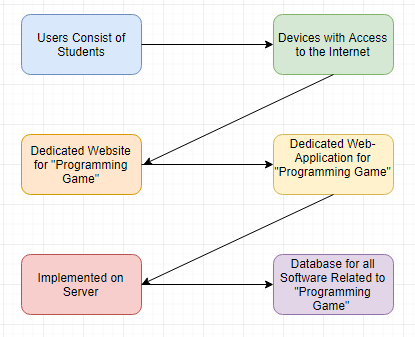 Users Consist of
Students
Devices with Access
to the Internet
Dedicated Website
for "Programming
Game"
Dedicated Web-
Application for
"Programming Game"
Implemented on
Server
Database for all
Software Related to
"Programming
Game"